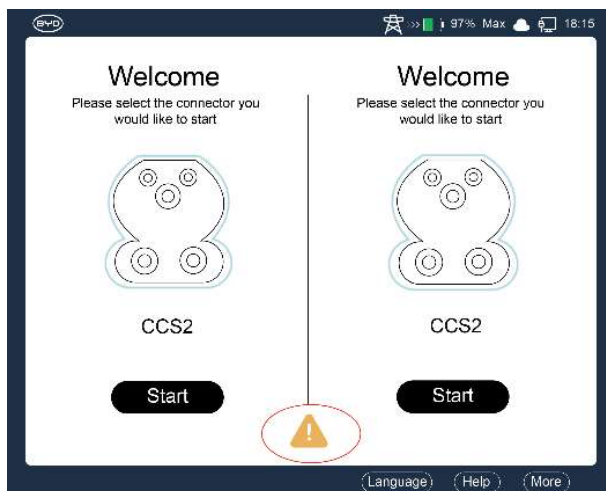 BYD
97% Max 18:15
Welcome
Please select the connector you
would like to start
CCS2
Start
Welcome
Please select the connector you
would like to start
CCS2
Start
!
Language Help More